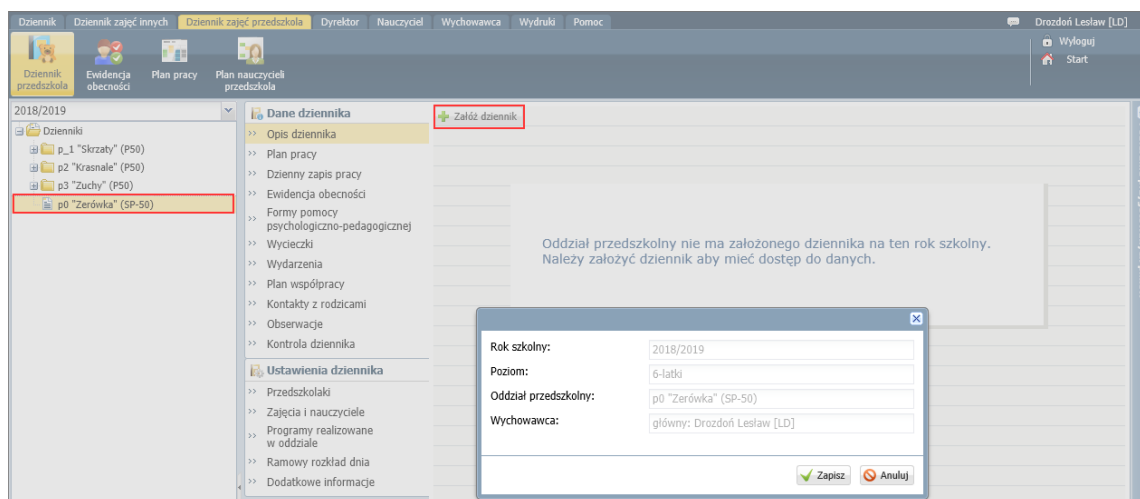 Dziennik Dziennik zajęć innych Dziennik zajęć przedszkola Dyrektor Nauczyciel Wychowawca Wydruki Pomoc Drozdoń Lesław [LD]
Wyloguj
Start
Dziennik przedszkola
Ewidencja obecności
Plan pracy
Plan nauczycieli przedszkola
2018/2019
Dzienniki
p_1 "Skrzaty" (P50)
p2 "Krasnale" (P50)
p3 "Zuchy" (P50)
p0 "Zerówka" (SP-50)
Dane dziennika
Opis dziennika
Plan pracy
Dzienny zapis pracy
Ewidencja obecności
Formy pomocy
psychologiczno-pedagogicznej
Wycieczki
Wydarzenia
Plan współpracy
Kontakty z rodzicami
Obserwacje
Kontrola dziennika
Ustawienia dziennika
Przedszkolaki
Zajęcia i nauczyciele
Programy realizowane
w oddziale
Ramowy rozkład dnia
Dodatkowe informacje
Załóż dziennik
Oddział przedszkolny nie ma założonego dziennika na ten rok szkolny.
Należy założyć dziennik aby mieć dostęp do danych.
Rok szkolny: 2018/2019
Poziom: 6-latki
Oddział przedszkolny: p0 "Zerówka" (SP-50)
Wychowawca: główny: Drozdoń Lesław [LD]
Zapisz Anuluj